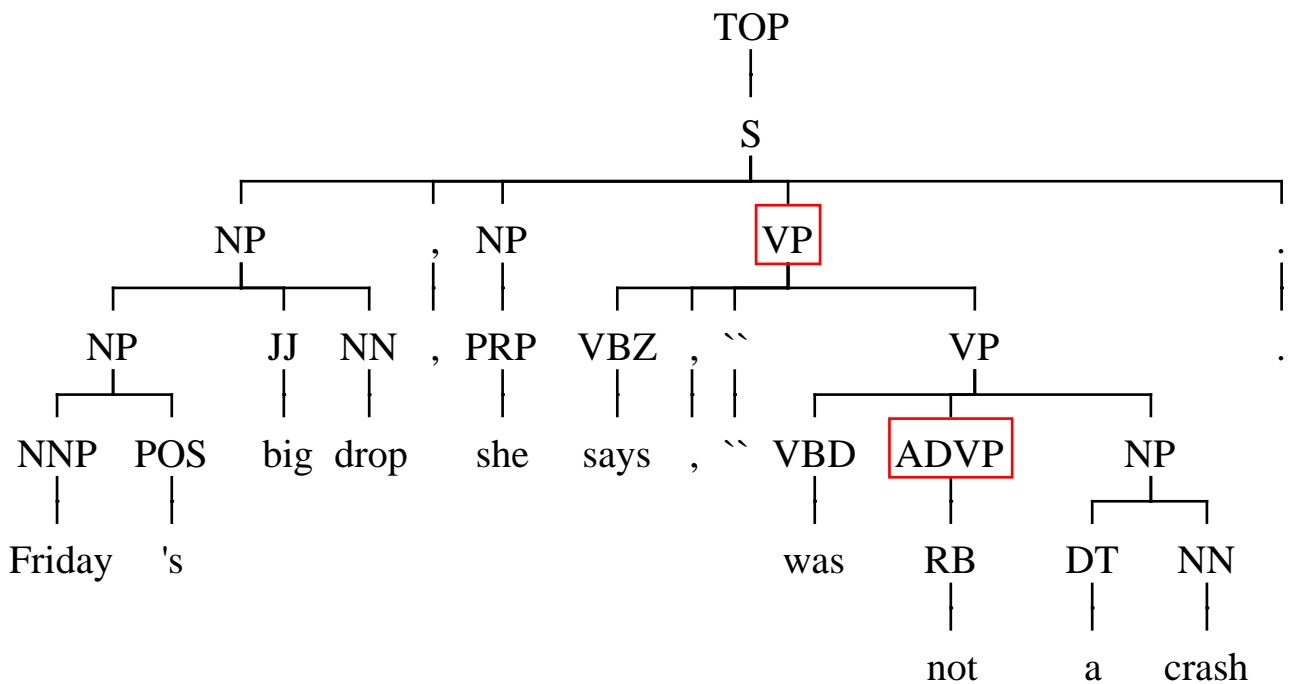 TOP
S
NP , NP VP .
NP JJ NN , PRP VBZ , `` VP .
NNP POS big drop she says , `` VBD ADVP NP
Friday 's was RB DT NN
not a crash